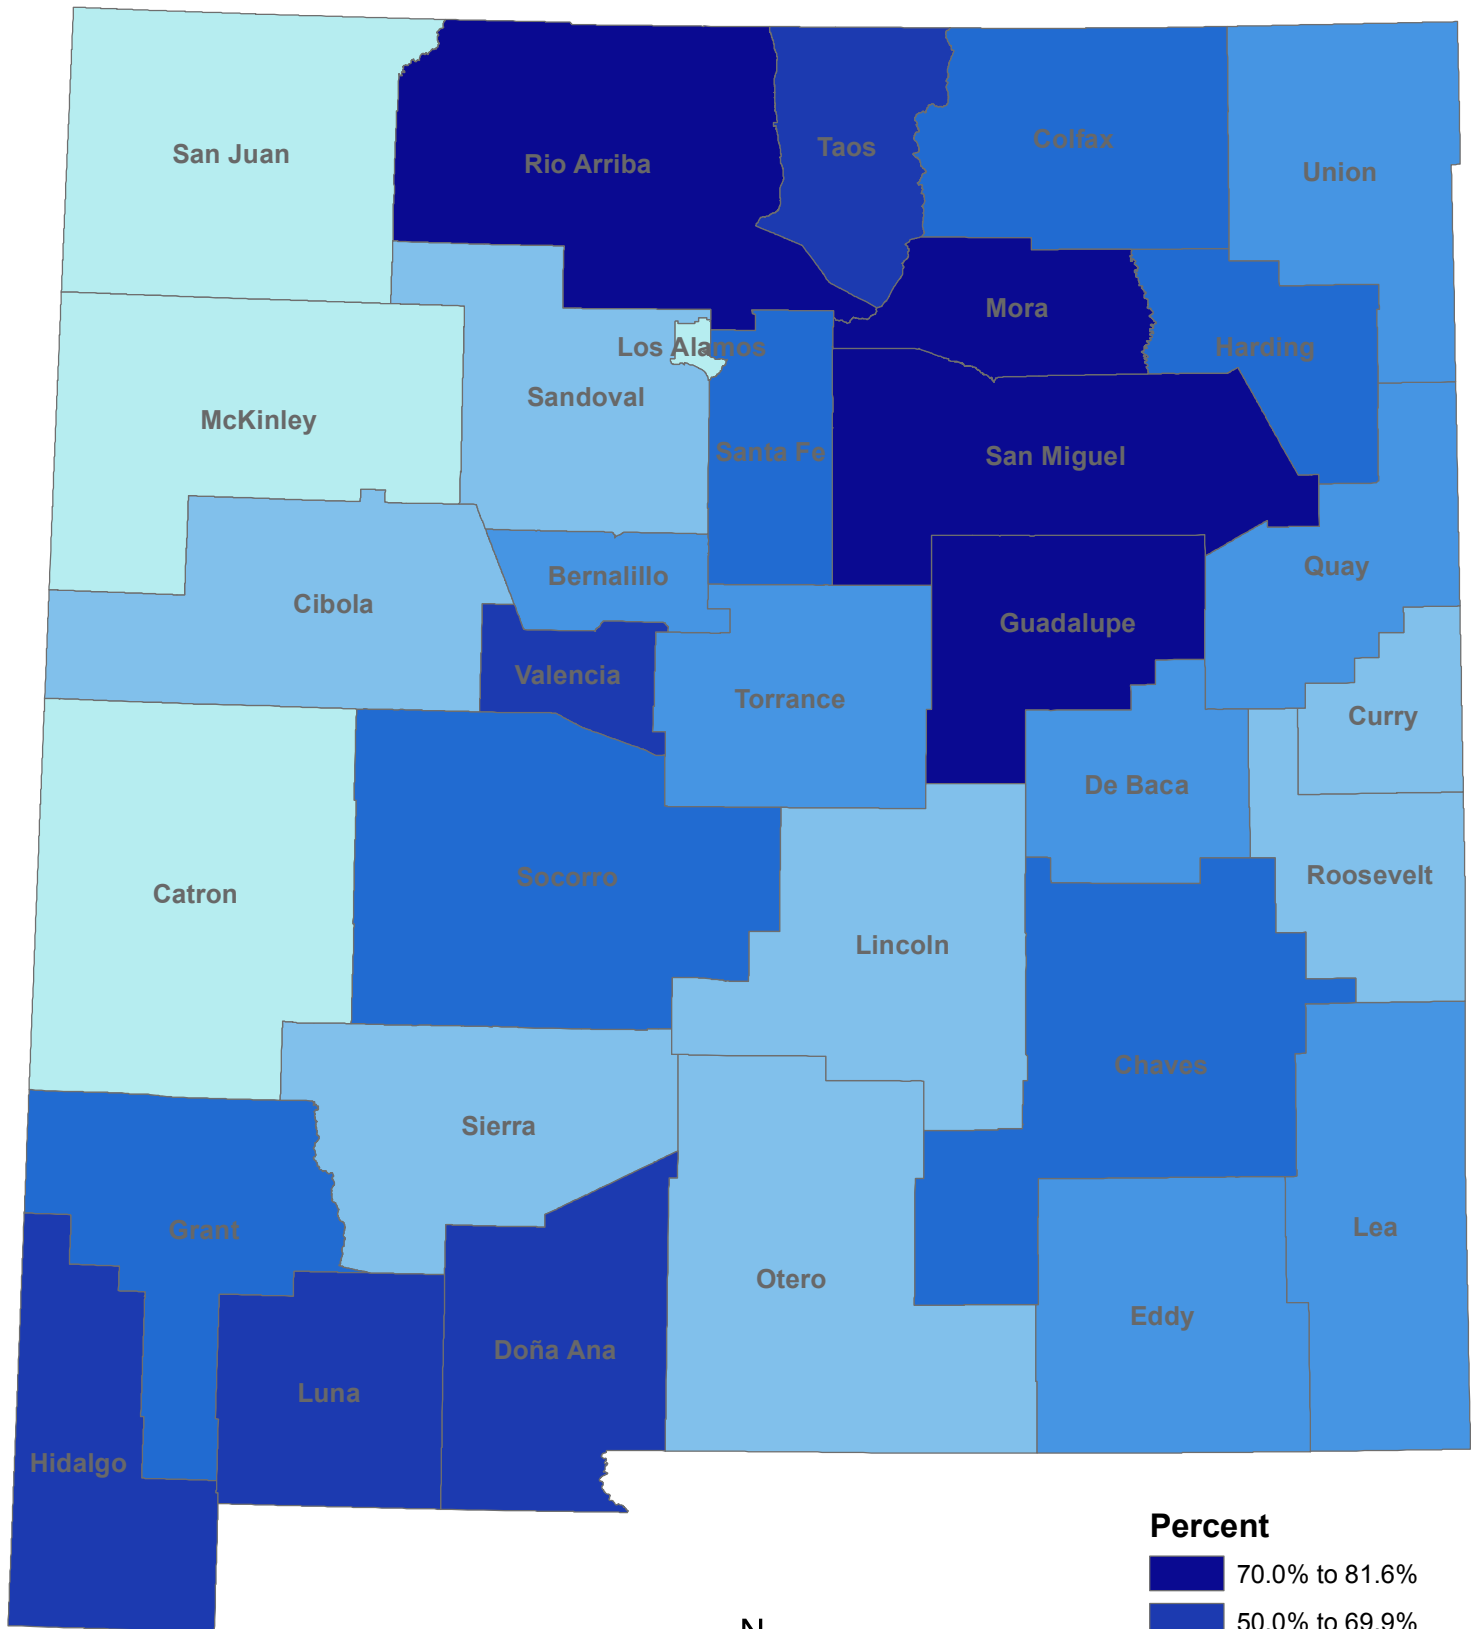 San Juan
Rio Arriba
Taos
Colfax
Union
Mora
Los Alamos
Harding
Sandoval
McKinley
Santa Fe
San Miguel
Quay
Bernalillo
Cibola
Guadalupe
Valencia
Torrance
Curry
De Baca
Roosevelt
Socorro
Catron
Lincoln
Chaves
Sierra
Grant
Lea
Otero
Eddy
Doña Ana
Luna
Hidalgo
Percent
70.0% to 81.6%
50.0% to 69.9%
N